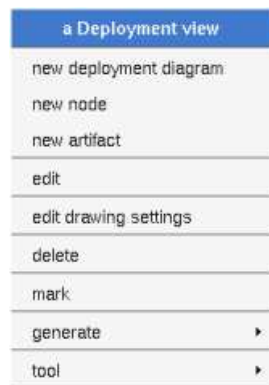 a Deployment view
new deployment diagram
new node
new artifact
edit
edit drawing settings
delete
mark
generate
tool